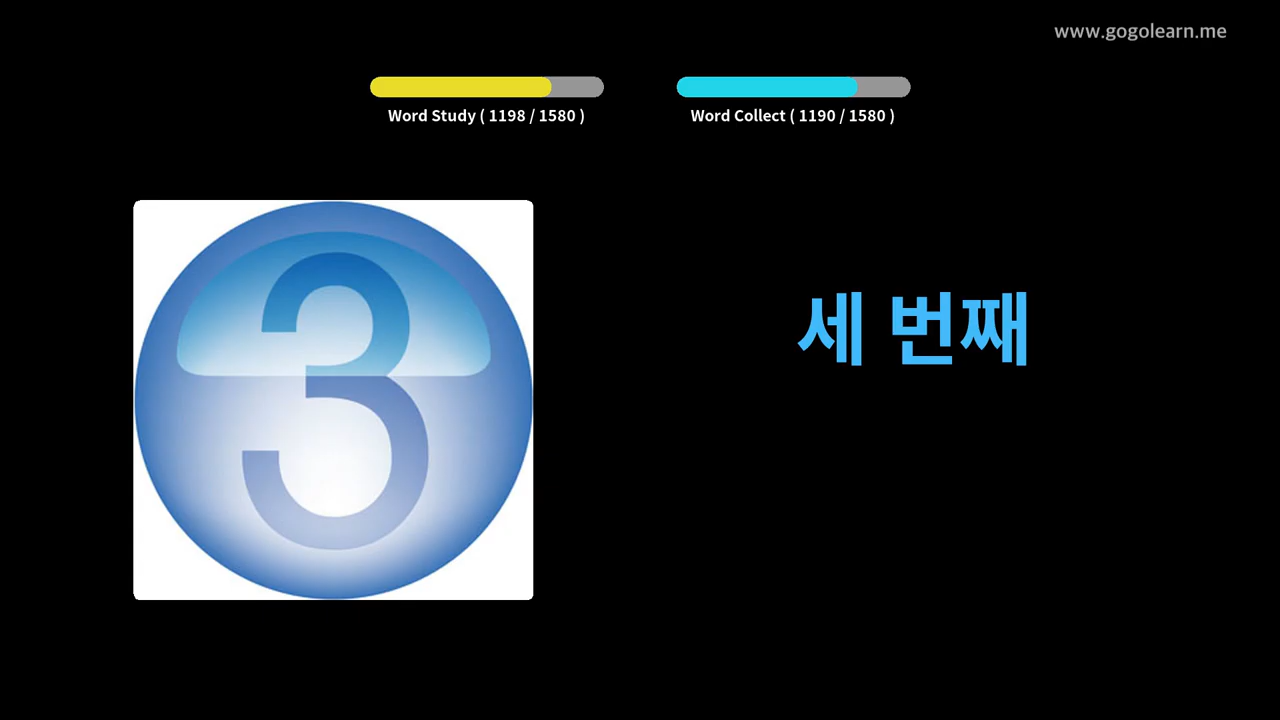 www.gogolearn.me
Word Study ( 1198 / 1580 )
Word Collect ( 1190 / 1580 )
3
세 번째